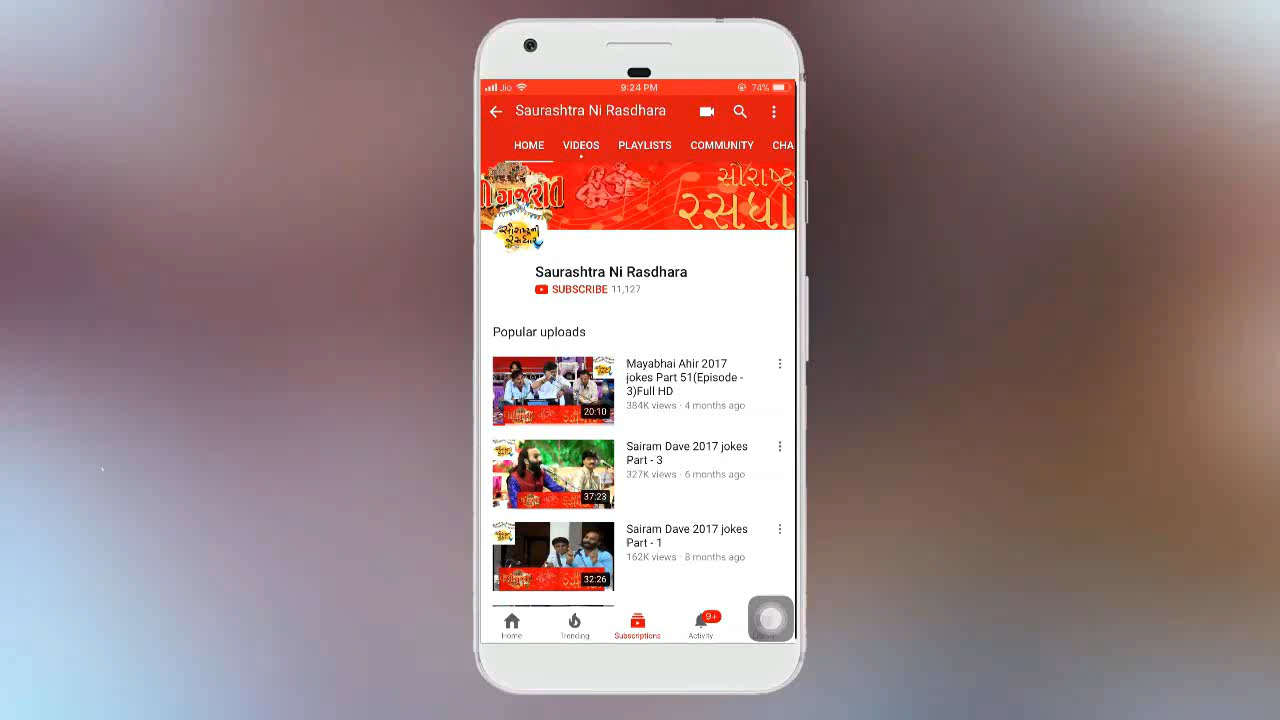 Jio 9:24 PM 74%
Saurashtra Ni Rasdhara
HOME VIDEOS PLAYLISTS COMMUNITY CHA
ગુજરાતી
સૌરાષ્ટ્ર
રસધા
સૌરાષ્ટ્રની
રસધાર
Saurashtra Ni Rasdhara
SUBSCRIBE 11,127
Popular uploads
Mayabhai Ahir 2017
jokes Part 51(Episode -
3)Full HD
384K views · 4 months ago
20:10
Sairam Dave 2017 jokes
Part - 3
327K views · 6 months ago
37:23
Sairam Dave 2017 jokes
Part - 1
162K views · 8 months ago
32:26
9+
Home Trending Subscriptions Activity Library